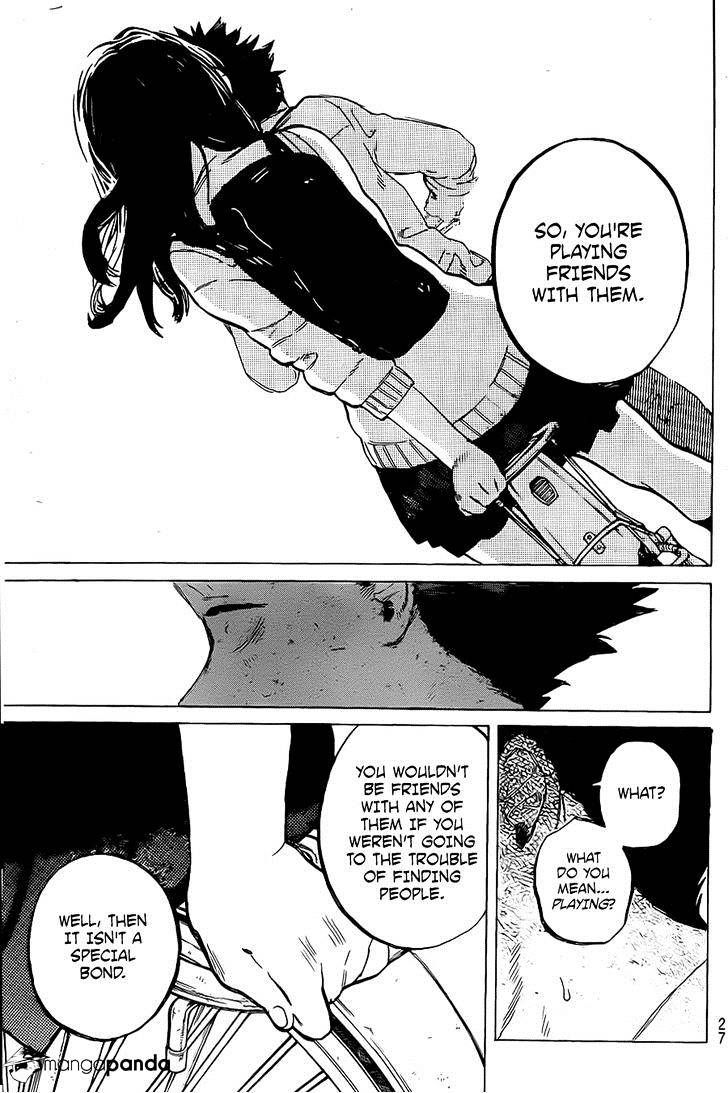 SO, YOU'RE
PLAYING
FRIENDS
WITH THEM.
WHAT?
WHAT
DO YOU
MEAN...
PLAYING?
YOU WOULDN'T
BE FRIENDS
WITH ANY OF
THEM IF YOU
WEREN'T GOING
TO THE TROUBLE
OF FINDING
PEOPLE.
WELL, THEN
IT ISN'T A
SPECIAL
BOND.
27
mangapanda